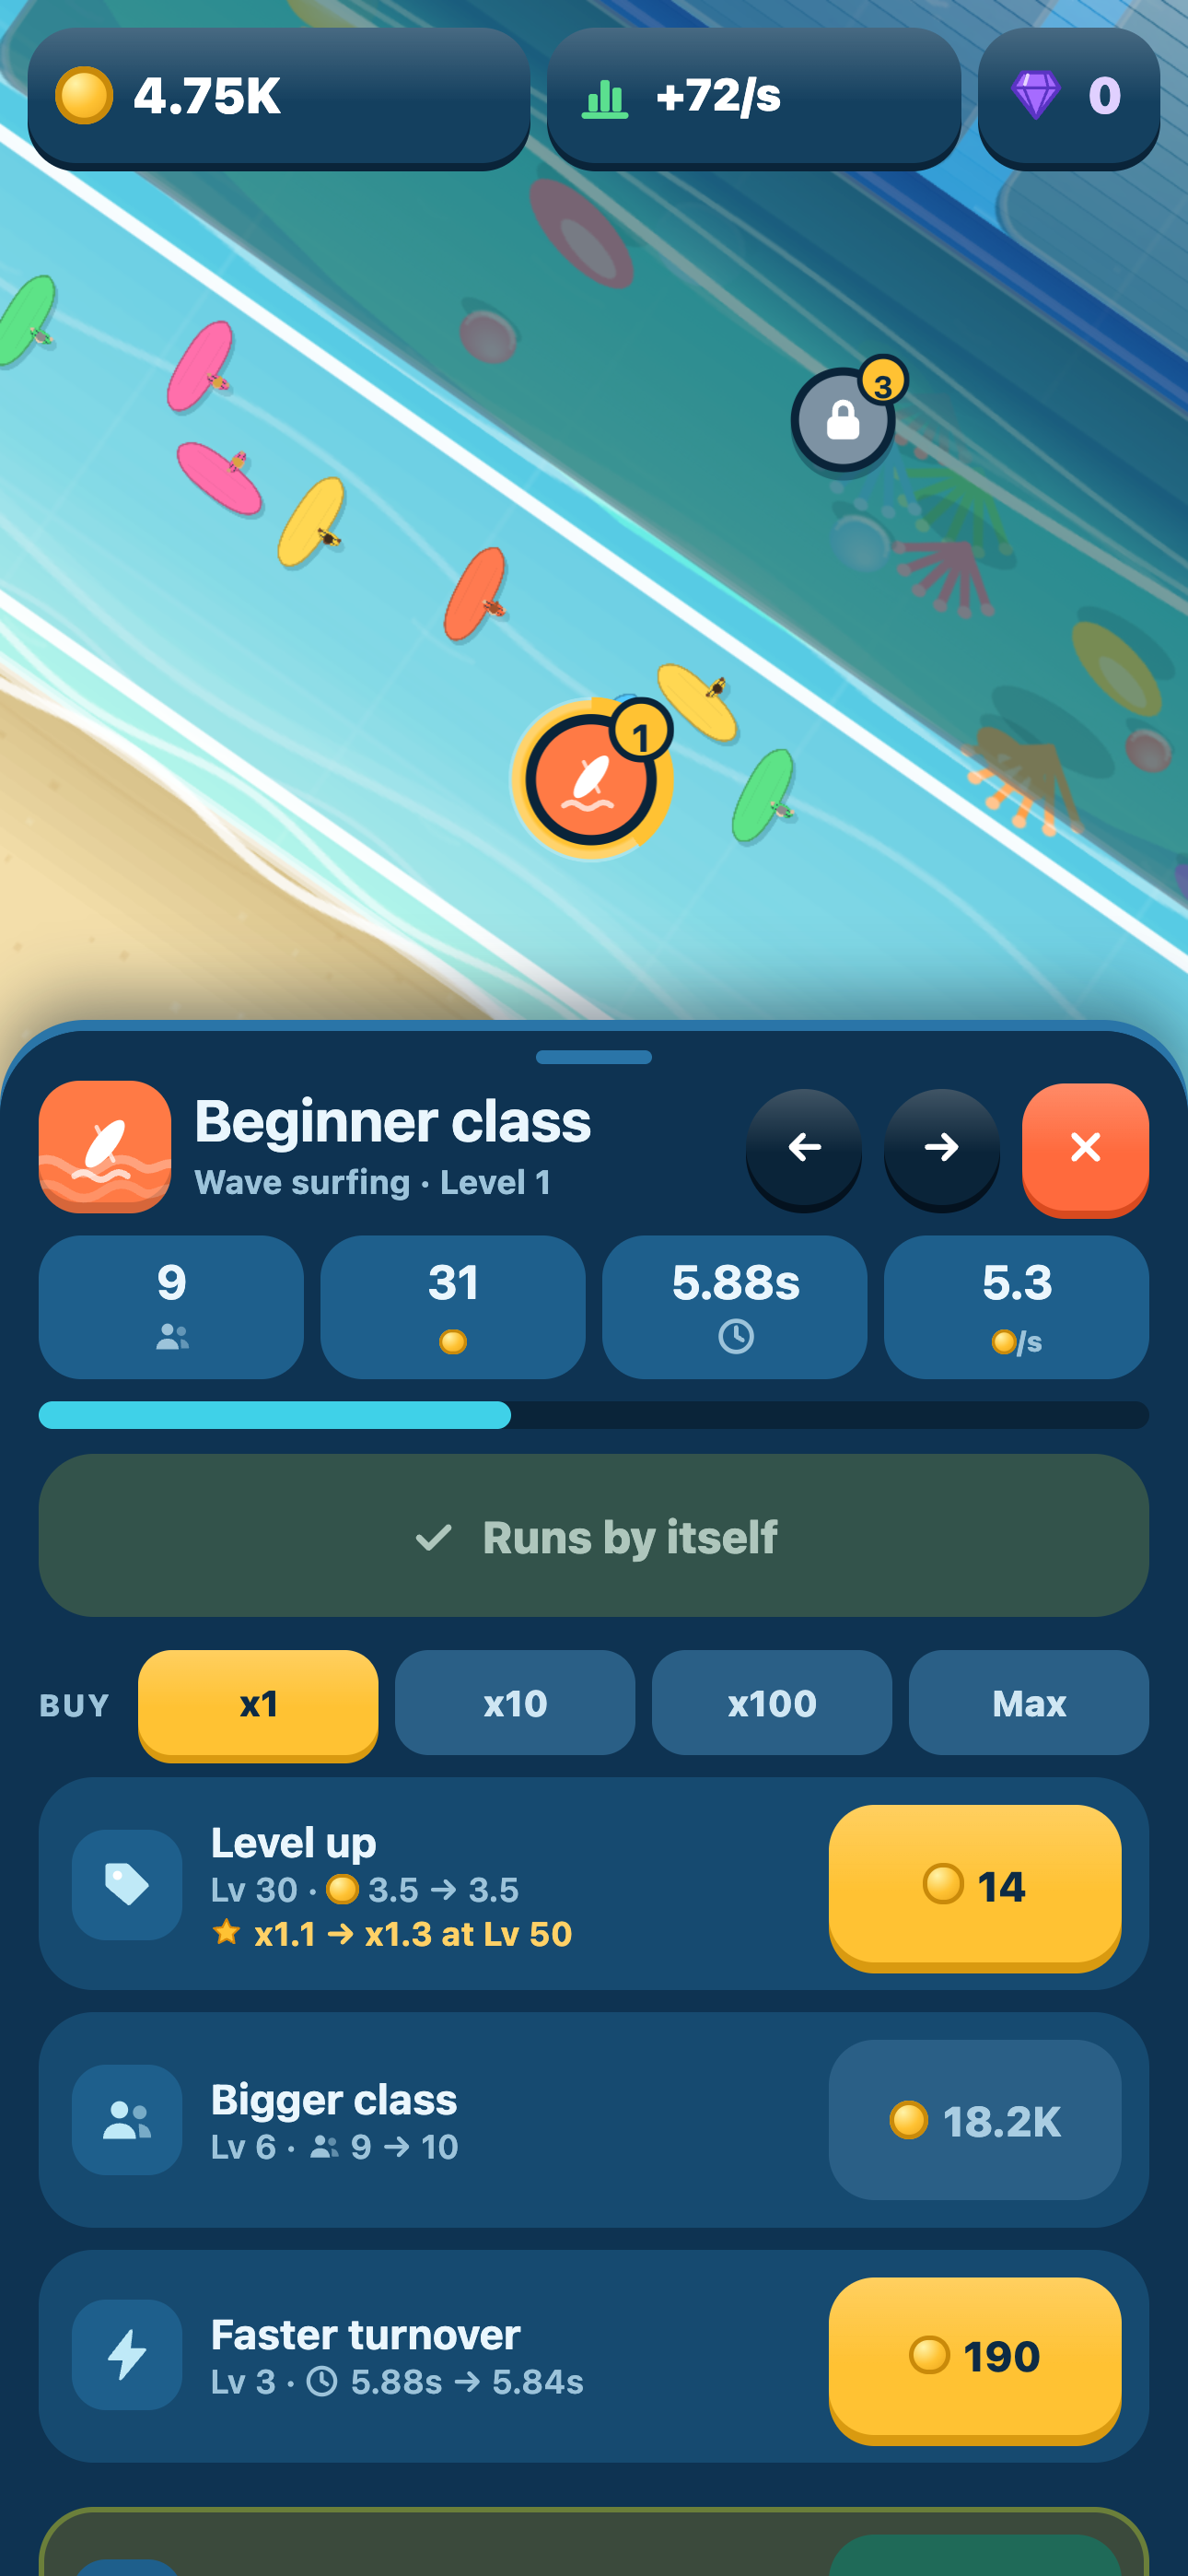 4.75K
+72/s
0
3
1
Beginner class
Wave surfing · Level 1
9
31
5.88s
5.3
/s
Runs by itself
BUY
x1
x10
x100
Max
Level up
Lv 30 · 3.5 → 3.5
x1.1 → x1.3 at Lv 50
14
Bigger class
Lv 6 · 9 → 10
18.2K
Faster turnover
Lv 3 · 5.88s → 5.84s
190